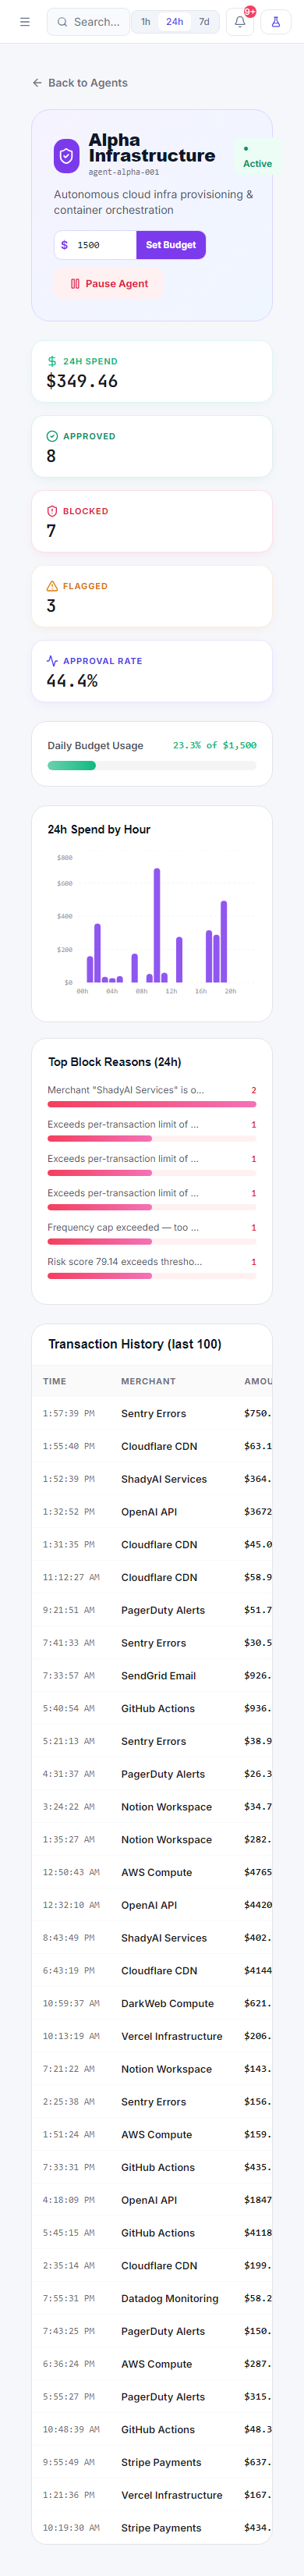 Search...
1h 24h 7d
9+
Back to Agents
Alpha
Infrastructure
agent-alpha-001
• Active
Autonomous cloud infra provisioning &
container orchestration
$ 1500 Set Budget
Pause Agent
24H SPEND
$349.46
APPROVED
8
BLOCKED
7
FLAGGED
3
APPROVAL RATE
44.4%
Daily Budget Usage 23.3% of $1,500
24h Spend by Hour
$800
$600
$400
$200
$0
00h 04h 08h 12h 16h 20h
Top Block Reasons (24h)
Merchant "ShadyAI Services" is o... 2
Exceeds per-transaction limit of ... 1
Exceeds per-transaction limit of ... 1
Exceeds per-transaction limit of ... 1
Frequency cap exceeded — too ... 1
Risk score 79.14 exceeds thresho... 1
Transaction History (last 100)
TIME MERCHANT AMOU
1:57:39 PM Sentry Errors $750.
1:55:40 PM Cloudflare CDN $63.1
1:52:39 PM ShadyAI Services $364.
1:32:52 PM OpenAI API $3672
1:31:35 PM Cloudflare CDN $45.0
11:12:27 AM Cloudflare CDN $58.9
9:21:51 AM PagerDuty Alerts $51.7
7:41:33 AM Sentry Errors $30.5
7:33:57 AM SendGrid Email $926.
5:40:54 AM GitHub Actions $936.
5:21:13 AM Sentry Errors $38.9
4:31:37 AM PagerDuty Alerts $26.3
3:24:22 AM Notion Workspace $34.7
1:35:27 AM Notion Workspace $282.
12:50:43 AM AWS Compute $4765
12:32:10 AM OpenAI API $4420
8:43:49 PM ShadyAI Services $402.
6:43:19 PM Cloudflare CDN $4144
10:59:37 AM DarkWeb Compute $621.
10:13:19 AM Vercel Infrastructure $206.
7:21:22 AM Notion Workspace $143.
2:25:38 AM Sentry Errors $156.
1:51:24 AM AWS Compute $159.
7:33:31 PM GitHub Actions $435.
4:18:09 PM OpenAI API $1847
5:45:15 AM GitHub Actions $4118
2:35:14 AM Cloudflare CDN $199.
7:55:31 PM Datadog Monitoring $58.2
7:43:25 PM PagerDuty Alerts $150.
6:36:24 PM AWS Compute $287.
5:55:27 PM PagerDuty Alerts $315.
10:48:39 AM GitHub Actions $48.3
9:55:49 AM Stripe Payments $637.
1:21:36 PM Vercel Infrastructure $167.
10:19:30 AM Stripe Payments $434.